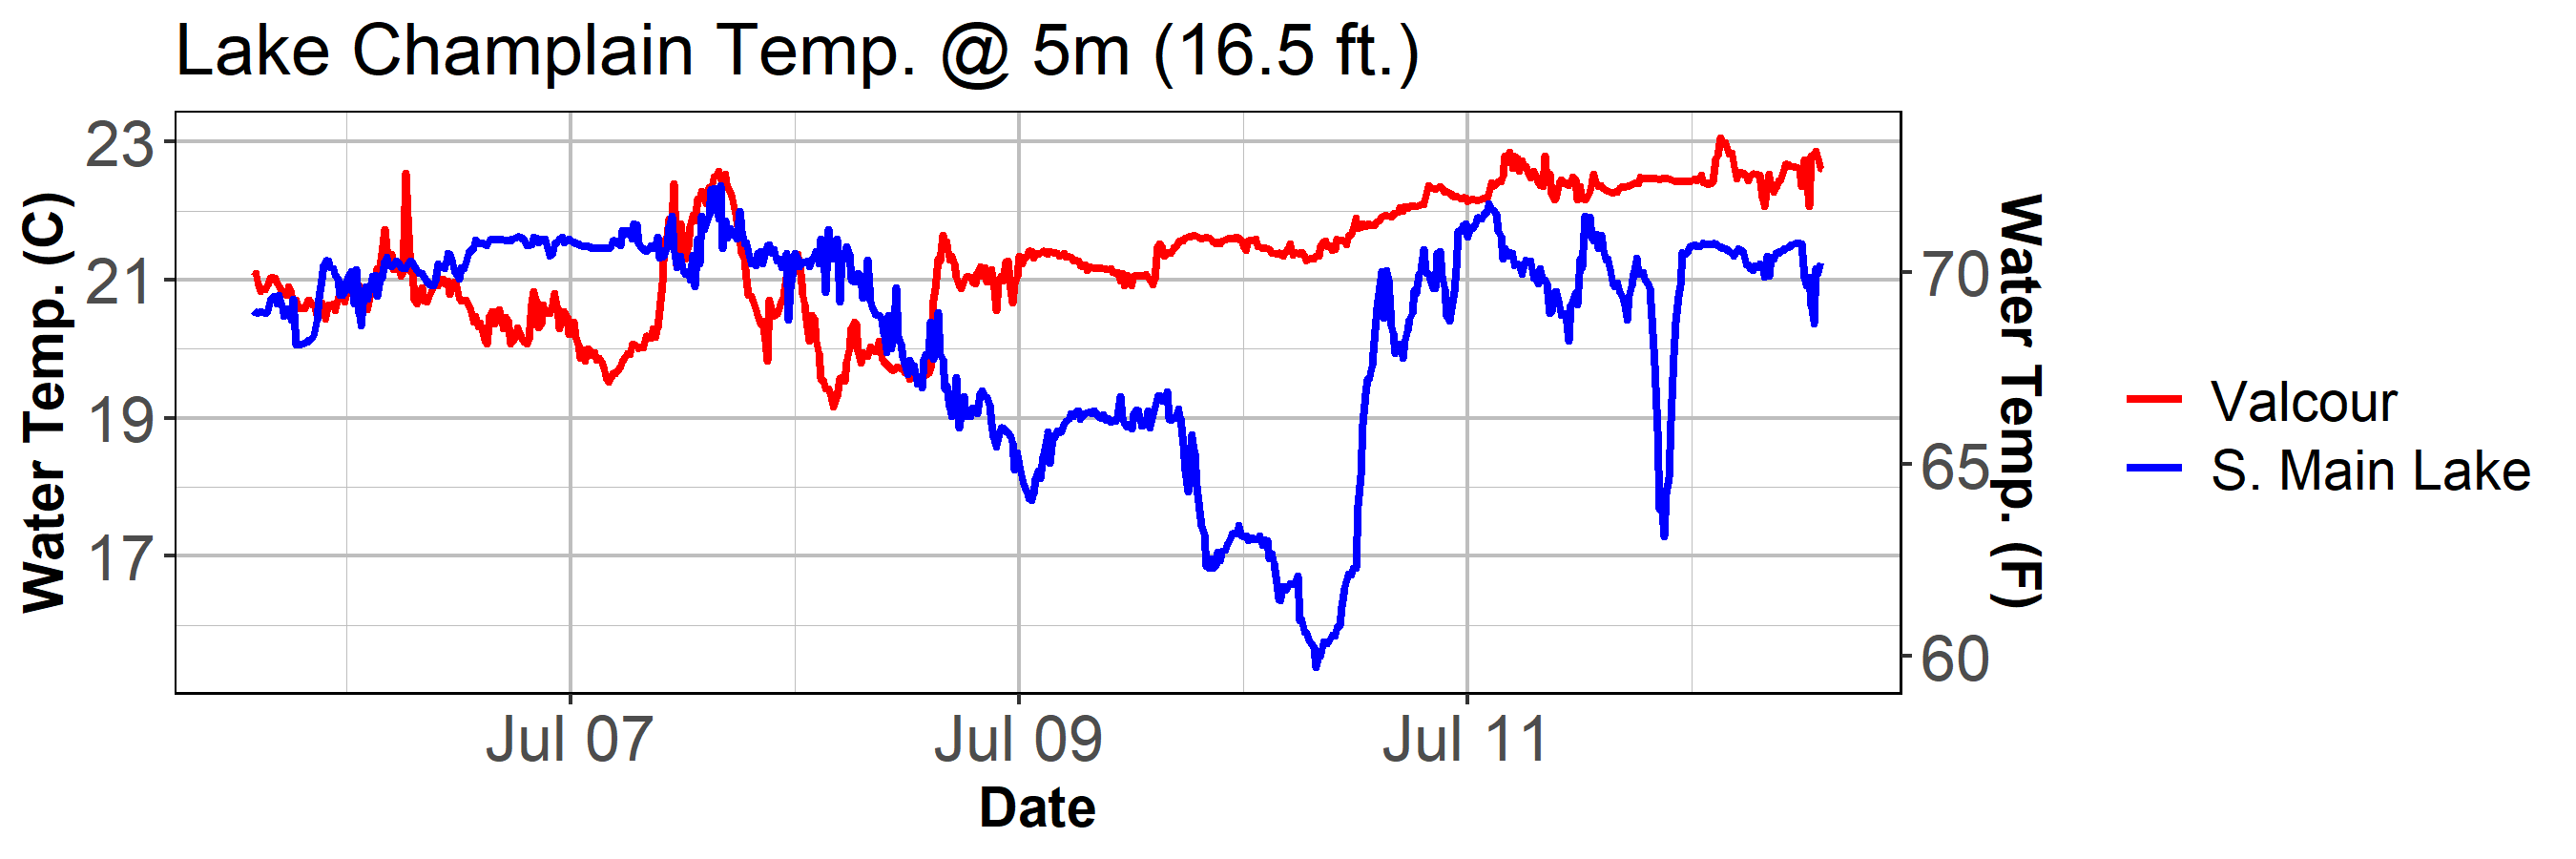 Lake Champlain Temp. @ 5m (16.5 ft.)
Water Temp. (C)
23
21
19
17
Jul 07
Jul 09
Jul 11
Date
70
65
60
Water Temp. (F)
Valcour
S. Main Lake